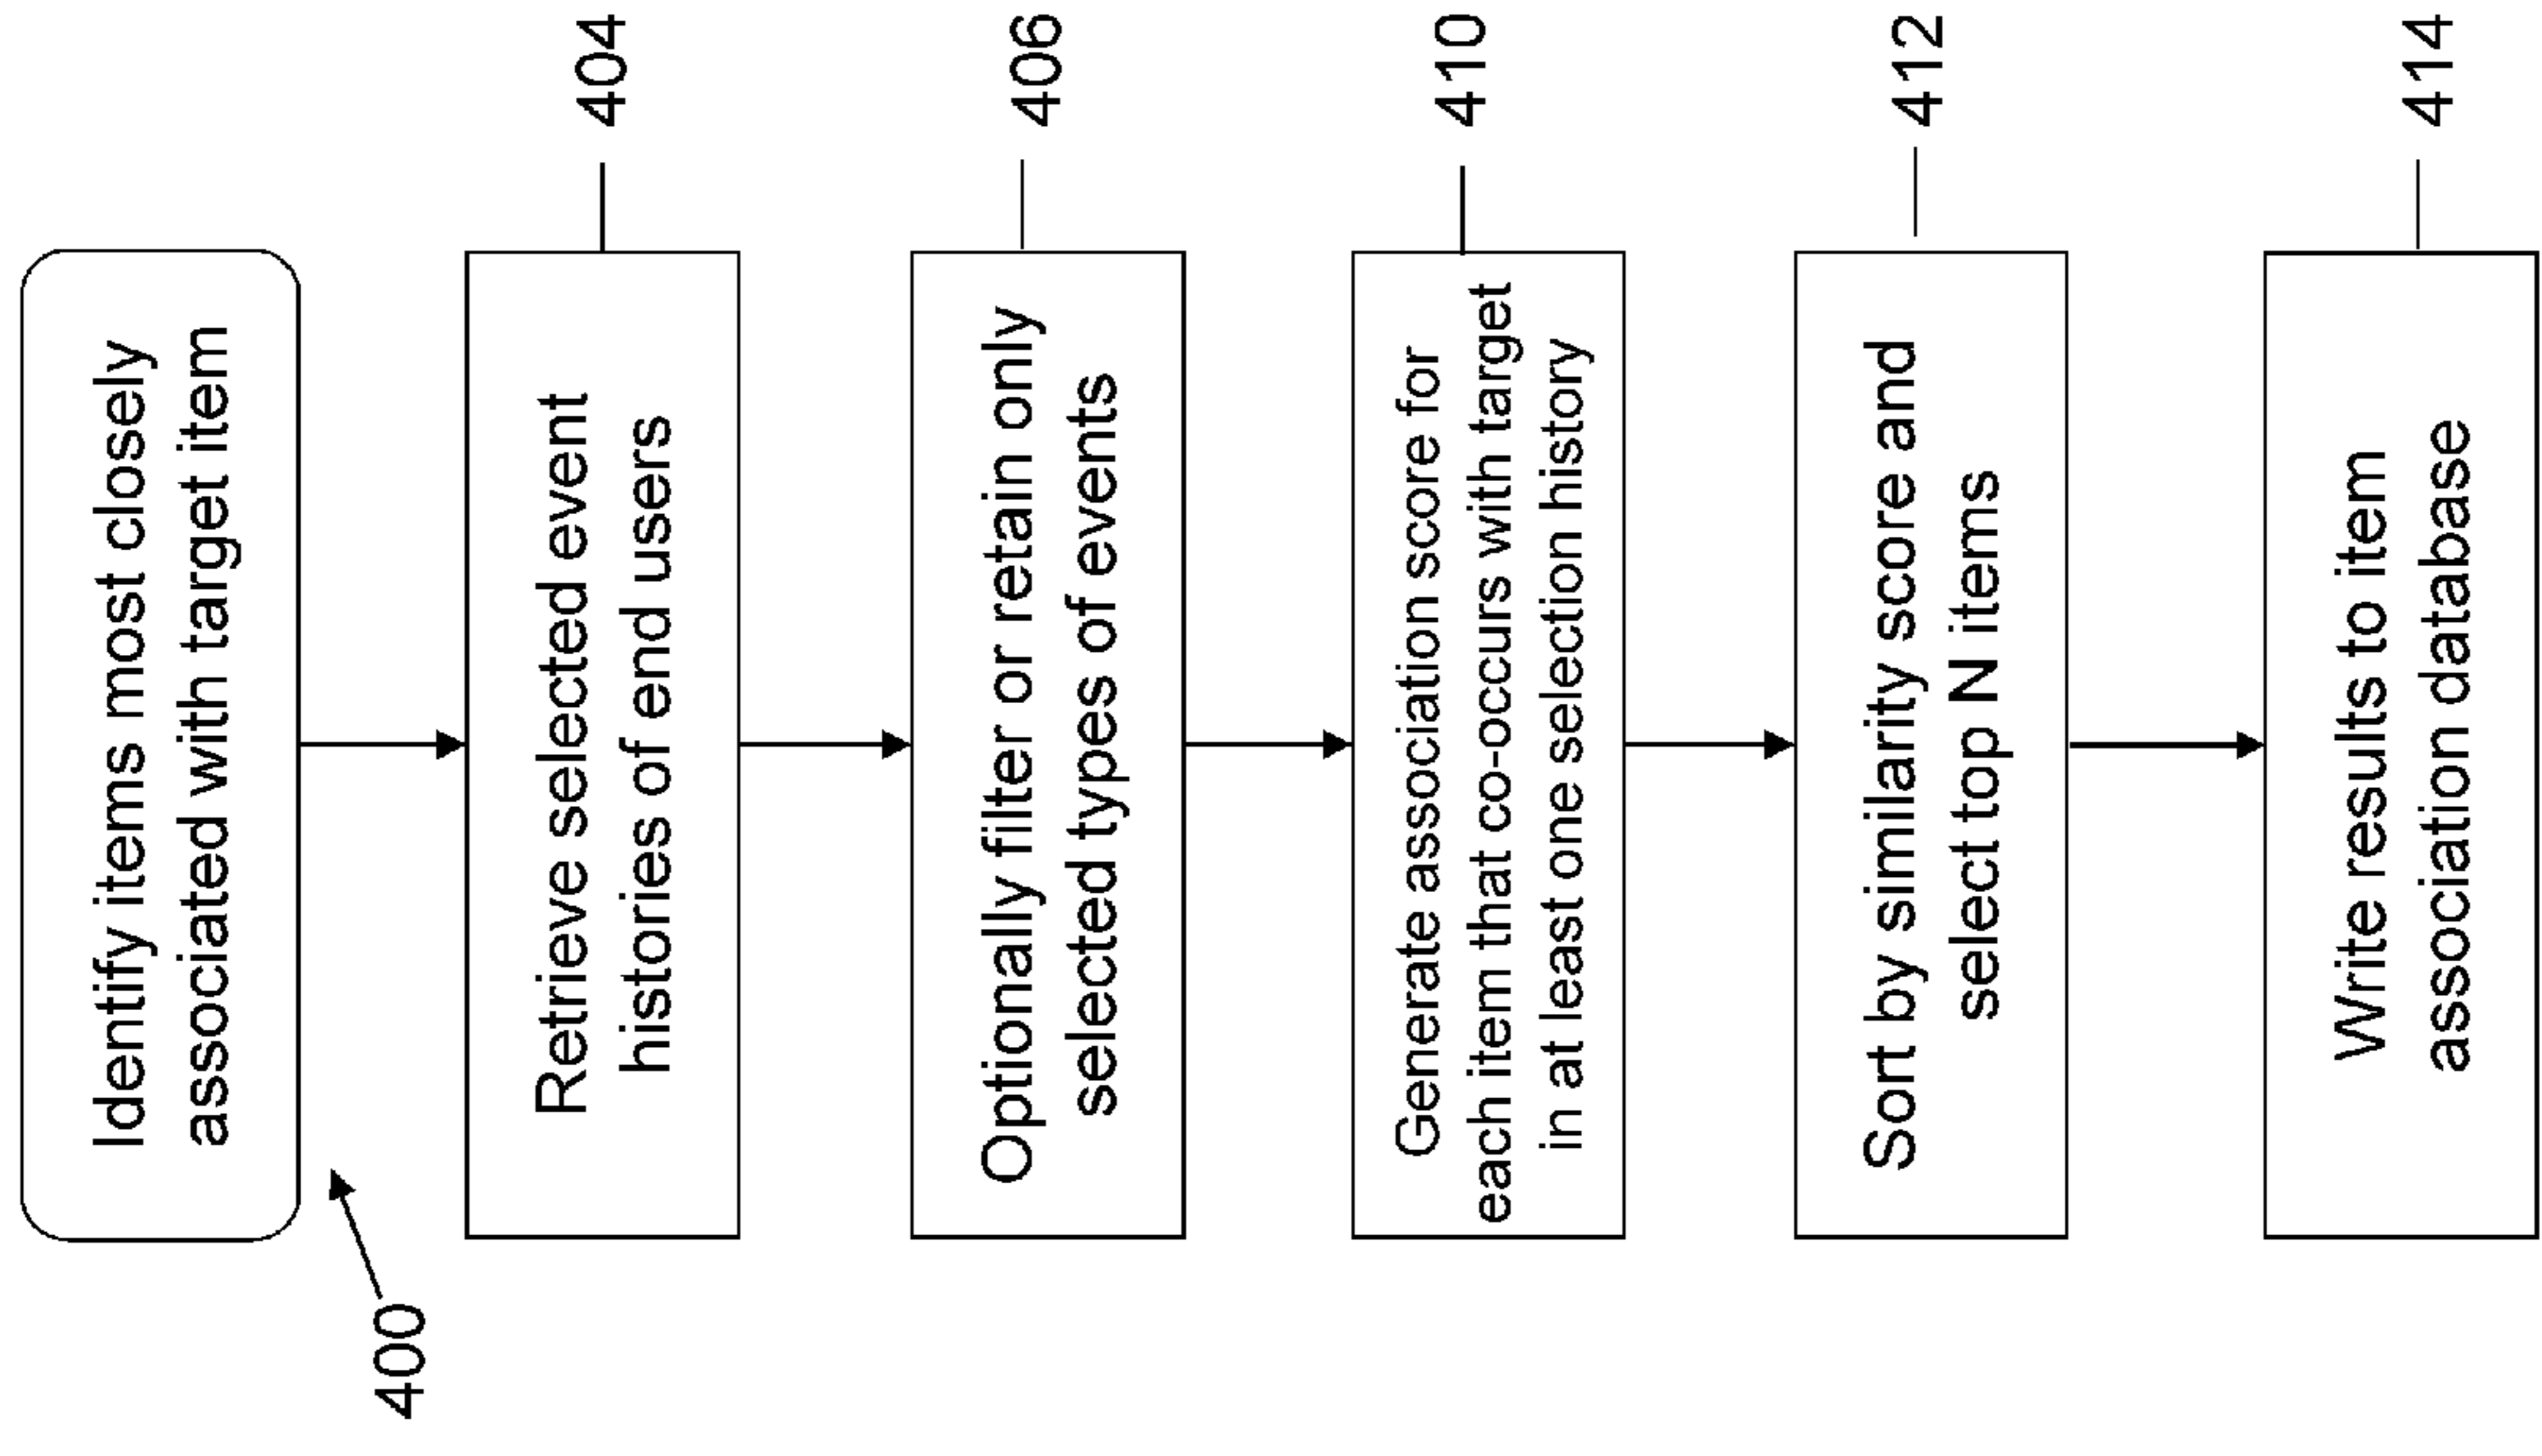 Identify items most closely
associated with target item
400
Retrieve selected event
histories of end users
404
Optionally filter or retain only
selected types of events
406
Generate association score for
each item that co-occurs with target
in at least one selection history
410
Sort by similarity score and
select top N items
412
Write results to item
association database
414